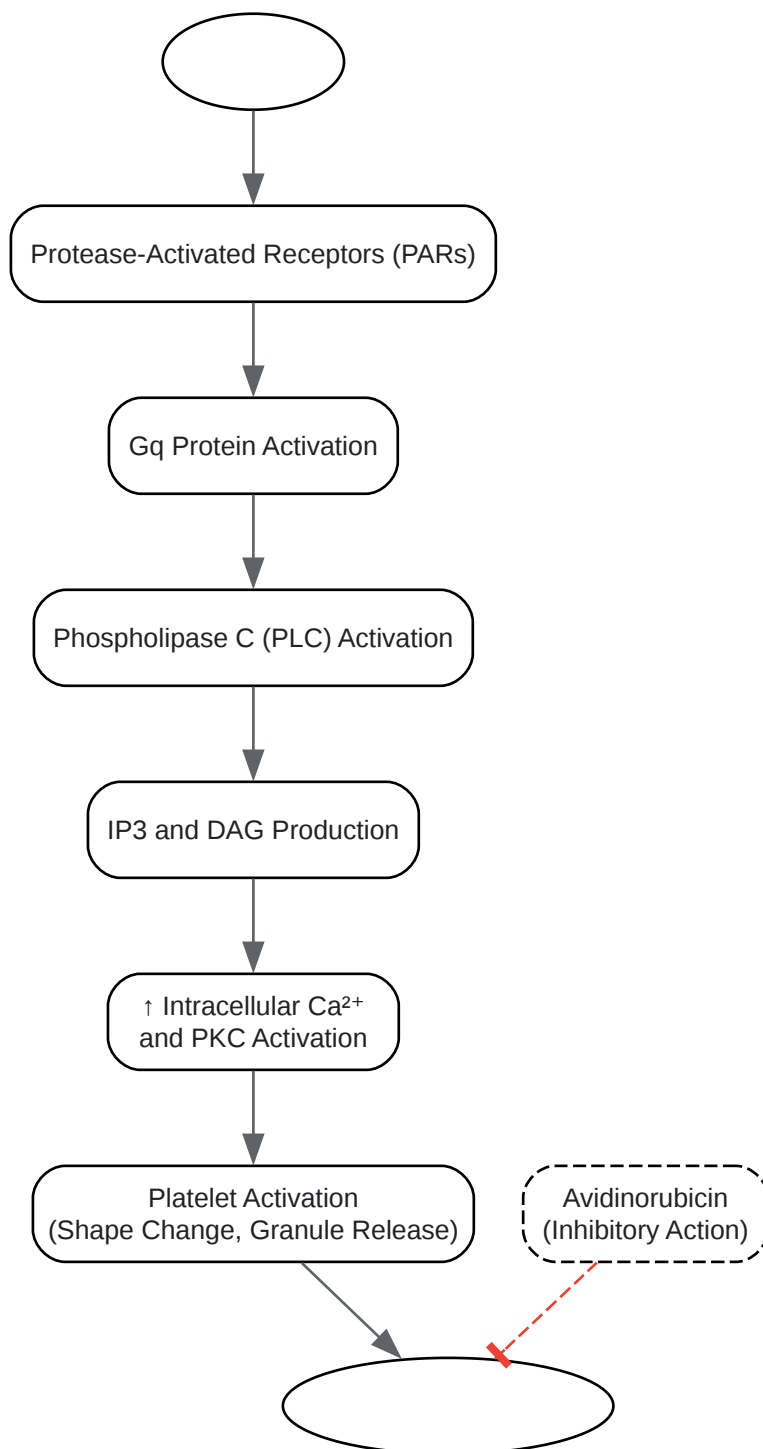 Protease-Activated Receptors (PARs)
Gq Protein Activation
Phospholipase C (PLC) Activation
IP3 and DAG Production
↑ Intracellular Ca²⁺
and PKC Activation
Platelet Activation
(Shape Change, Granule Release)
Avidinorubicin
(Inhibitory Action)